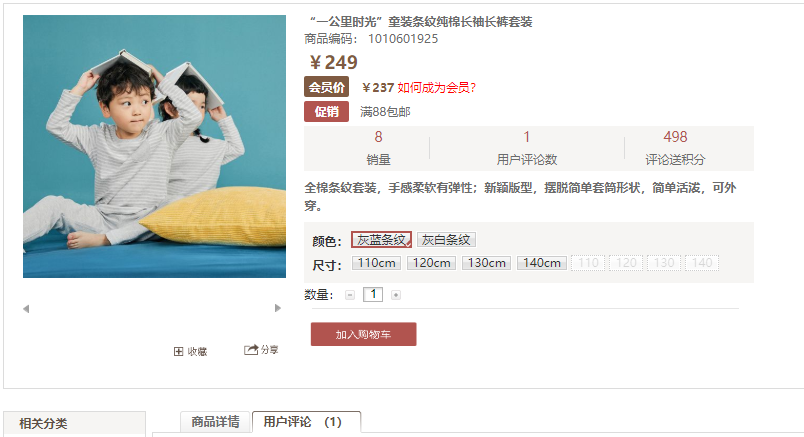 “一公里时光”童装条纹纯棉长袖长裤套装
商品编码： 1010601925
￥249
会员价 ￥237 如何成为会员?
促销 满88包邮
8 1 498
销量 用户评论数 评论送积分
全棉条纹套装，手感柔软有弹性；新颖版型，摆脱简单套筒形状，简单活泼，可外
穿。
颜色： 灰蓝条纹 灰白条纹
尺寸： 110cm 120cm 130cm 140cm 110 120 130 140
数量： 1
加入购物车
收藏 分享
相关分类 商品详情 用户评论 （1）